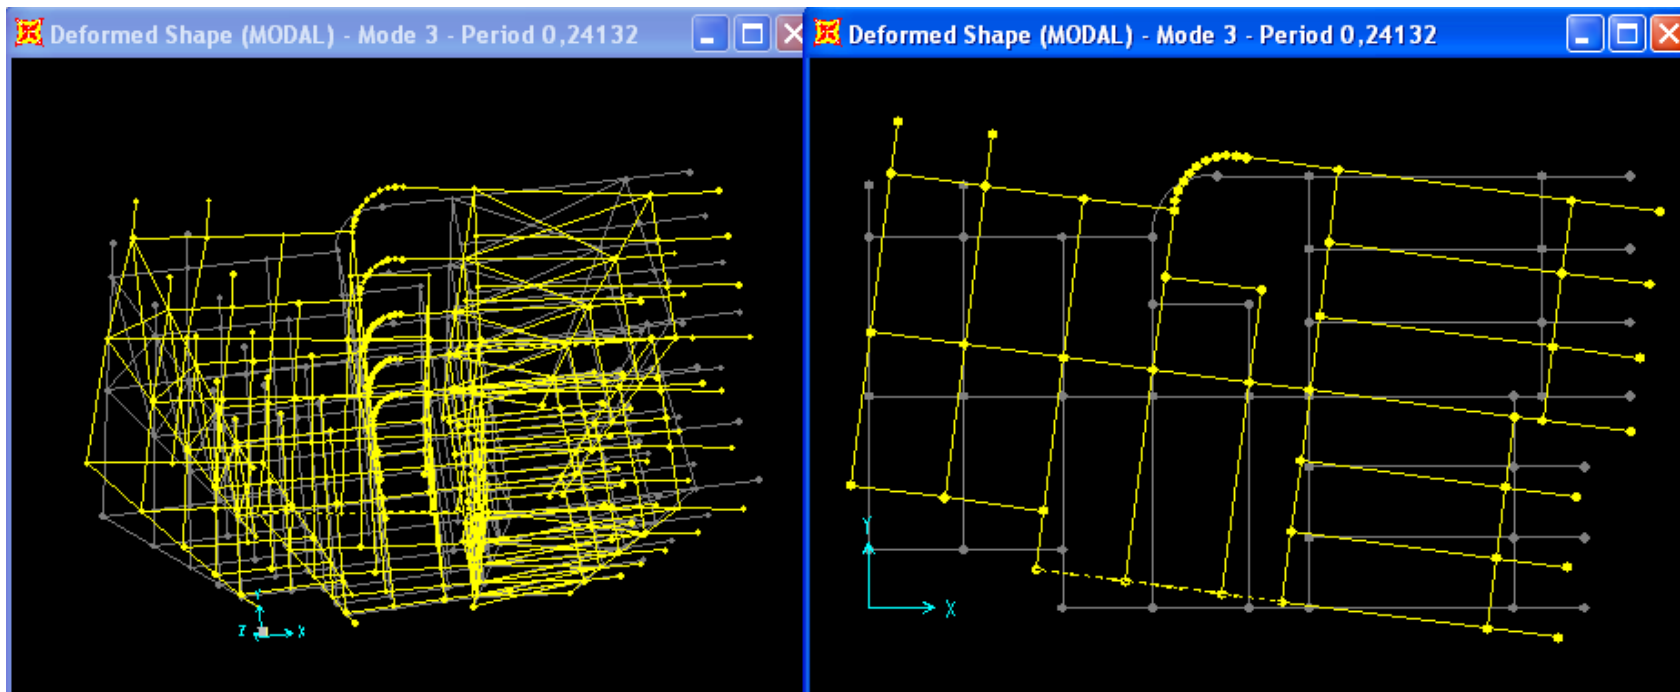 Deformed Shape (MODAL) - Mode 3 - Period 0,24132
Deformed Shape (MODAL) - Mode 3 - Period 0,24132
Y
X
Z
X